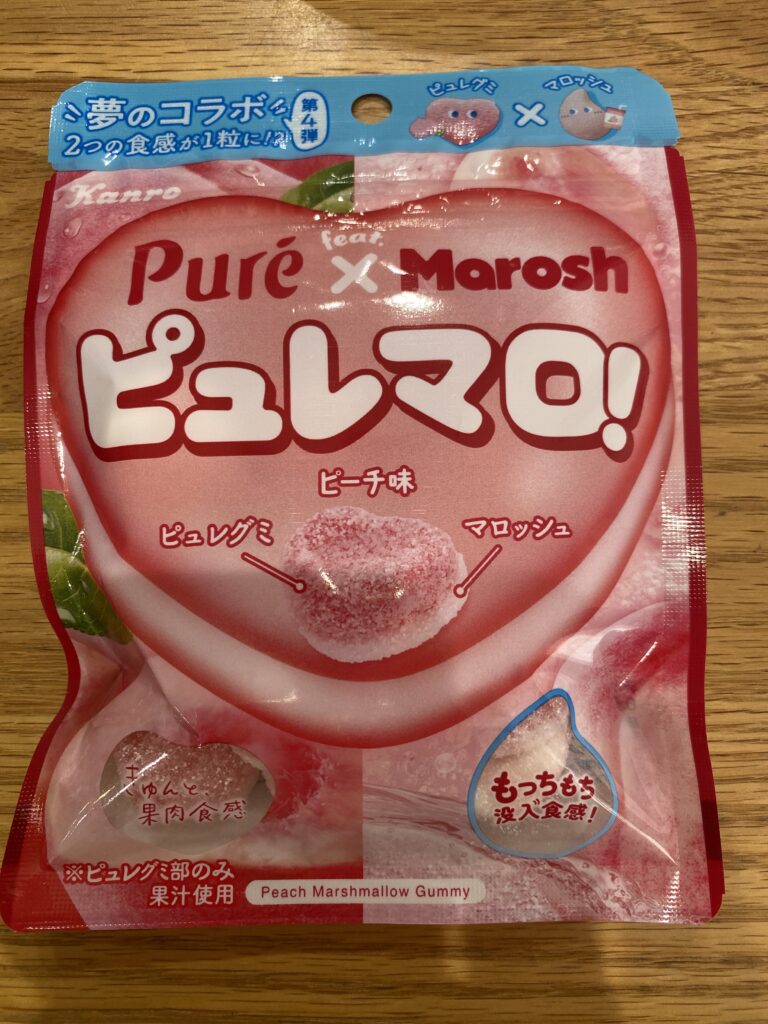 夢のコラボ
第4弾
2つの食感が1粒に!?
ピュレグミ × マロッシュ
Kanro
Puré feat. × Marosh
ピュレマロ!
ピーチ味
ピュレグミ
マロッシュ
ぎゅんと、
果肉食感
もっちもち
没入食感!
※ピュレグミ部のみ
果汁使用
Peach Marshmallow Gummy